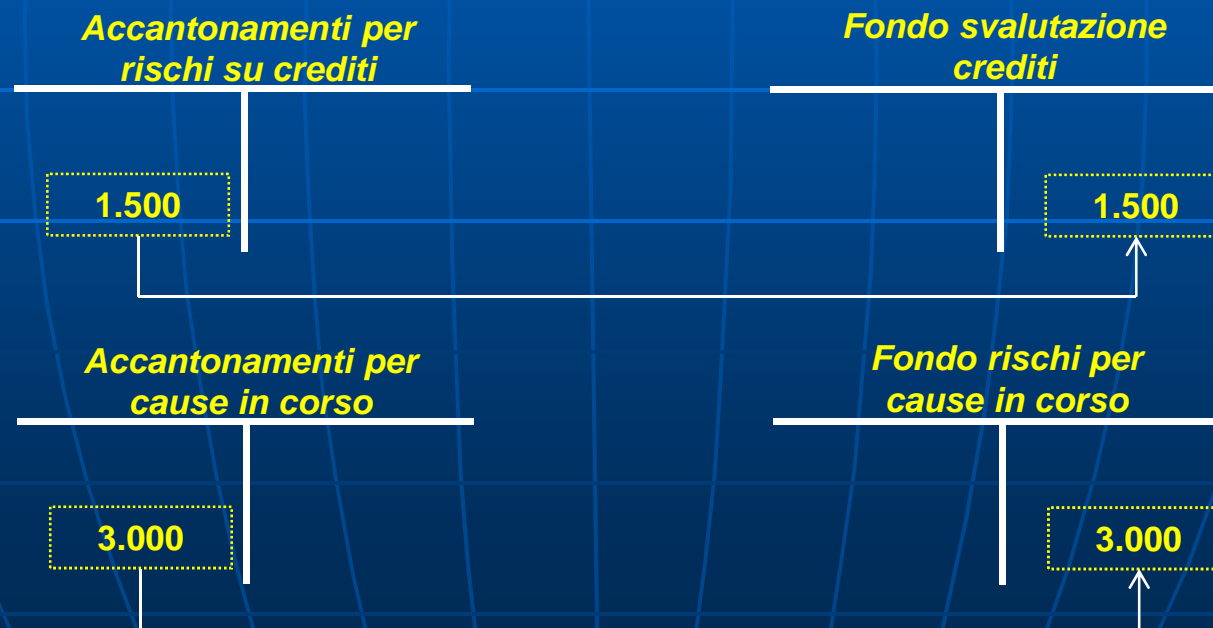 Accantonamenti per
rischi su crediti
Fondo svalutazione
crediti
1.500
1.500
Accantonamenti per
cause in corso
Fondo rischi per
cause in corso
3.000
3.000